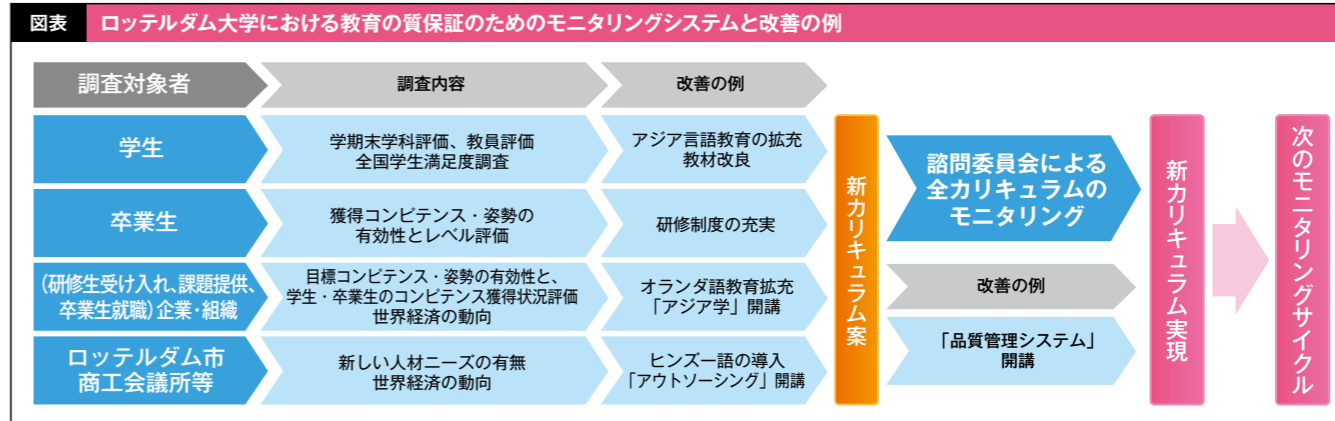 図表
ロッテルダム大学における教育の質保証のためのモニタリングシステムと改善の例
調査対象者
調査内容
改善の例
学生
学期末学科評価、教員評価
全国学生満足度調査
アジア言語教育の拡充
教材改良
卒業生
獲得コンピテンス・姿勢の
有効性とレベル評価
研修制度の充実
(研修生受け入れ、課題提供、
卒業生就職)企業・組織
目標コンピテンス・姿勢の有効性と、
学生・卒業生のコンピテンス獲得状況評価
世界経済の動向
オランダ語教育拡充
「アジア学」開講
ロッテルダム市
商工会議所等
新しい人材ニーズの有無
世界経済の動向
ヒンズー語の導入
「アウトソーシング」開講
新カリキュラム案
諮問委員会による
全カリキュラムの
モニタリング
改善の例
「品質管理システム」
開講
新カリキュラム実現
次のモニタリングサイクル